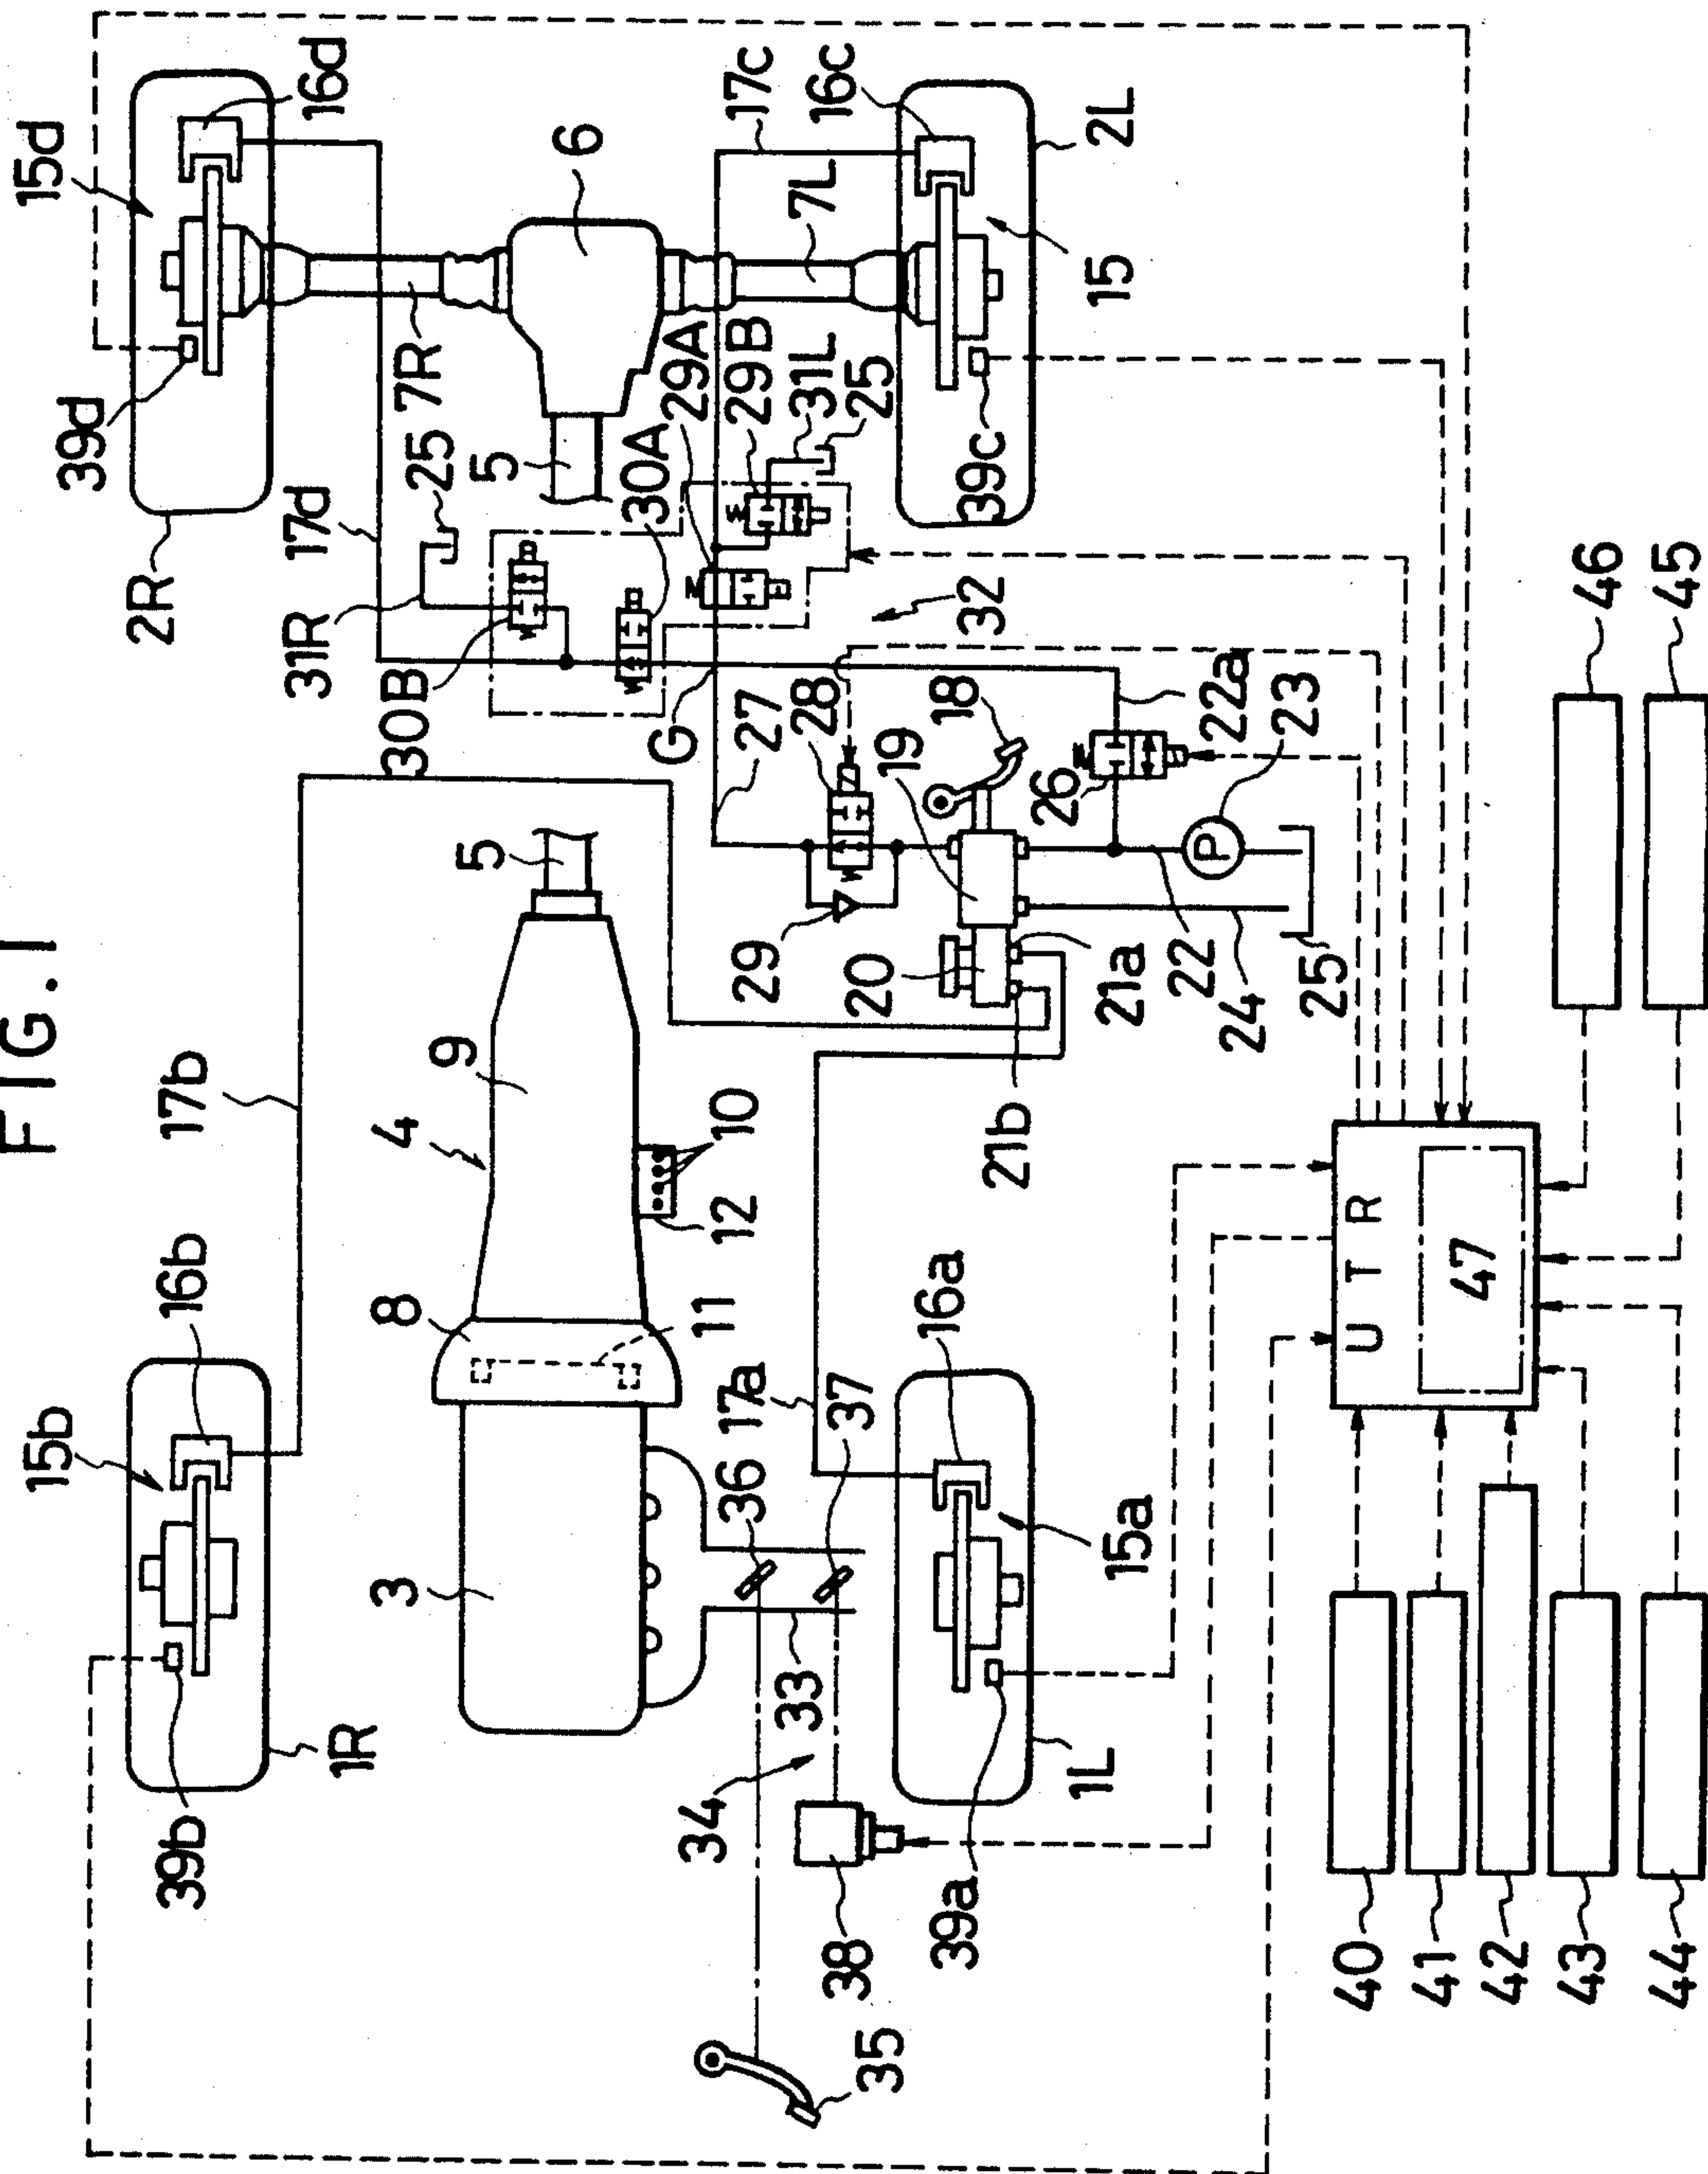 FIG.1
39b
1R
15b
16b
17b
2R
39d
15d
16d
17d
31R
25
7R
30B
5
6
30A
29A
29B
31L
25
7L
17c
16c
2L
15
39c
3
8
4
9
5
11
12
10
G
27
28
29
32
18
19
20
26
22a
23
22
24
25
21a
21b
35
34
33
36
37
17a
16a
15a
38
39a
1L
U T R
47
40
41
42
43
44
46
45